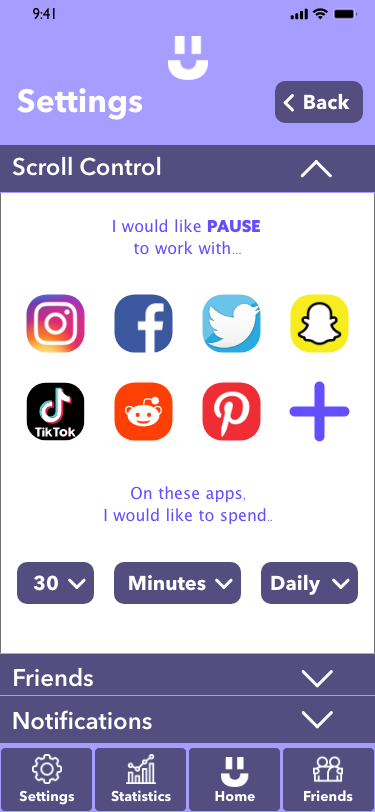 9:41
Settings
Back
Scroll Control
I would like PAUSE
to work with...
TikTok
On these apps,
I would like to spend..
30 Minutes Daily
Friends
Notifications
Settings Statistics Home Friends